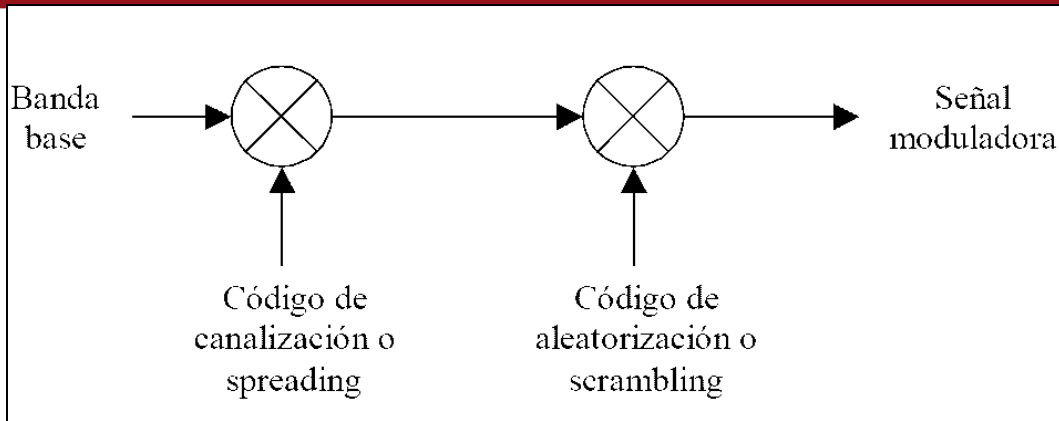 Banda
base
Señal
moduladora
Código de
canalización o
spreading
Código de
aleatorización o
scrambling